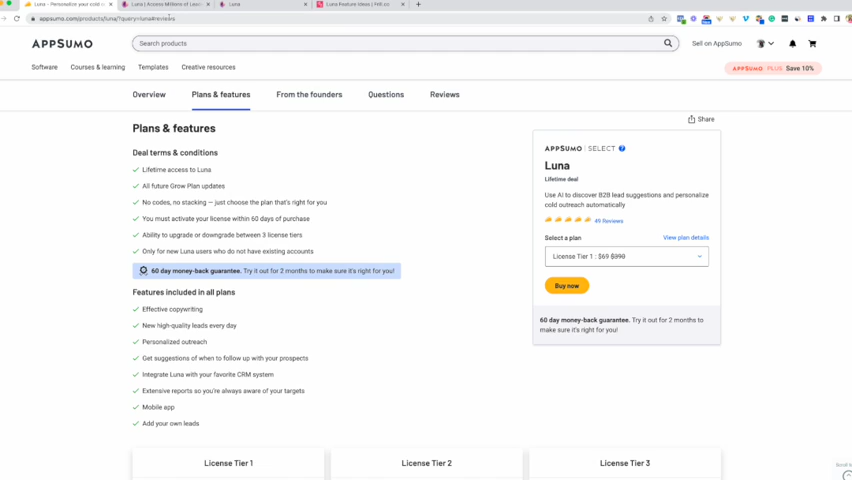 Luna - Personalize your cold
Luna | Access Millions of Lead
Luna
Luna Feature Ideas | Frill.co
appsumo.com/products/luna/?query=luna#reviews
APPSUMO
Search products
Sell on AppSumo
Software
Courses & learning
Templates
Creative resources
APPSUMO PLUS Save 10%
Overview
Plans & features
From the founders
Questions
Reviews
Share
Plans & features
Deal terms & conditions
Lifetime access to Luna
All future Grow Plan updates
No codes, no stacking — just choose the plan that's right for you
You must activate your license within 60 days of purchase
Ability to upgrade or downgrade between 3 license tiers
Only for new Luna users who do not have existing accounts
60 day money-back guarantee. Try it out for 2 months to make sure it's right for you!
Features included in all plans
Effective copywriting
New high-quality leads every day
Personalized outreach
Get suggestions of when to follow up with your prospects
Integrate Luna with your favorite CRM system
Extensive reports so you're always aware of your targets
Mobile app
Add your own leads
APPSUMO | SELECT
Luna
Lifetime deal
Use AI to discover B2B lead suggestions and personalize
cold outreach automatically
49 Reviews
Select a plan
View plan details
License Tier 1 : $69 $390
Buy now
60 day money-back guarantee. Try it out for 2 months to
make sure it's right for you!
License Tier 1
License Tier 2
License Tier 3